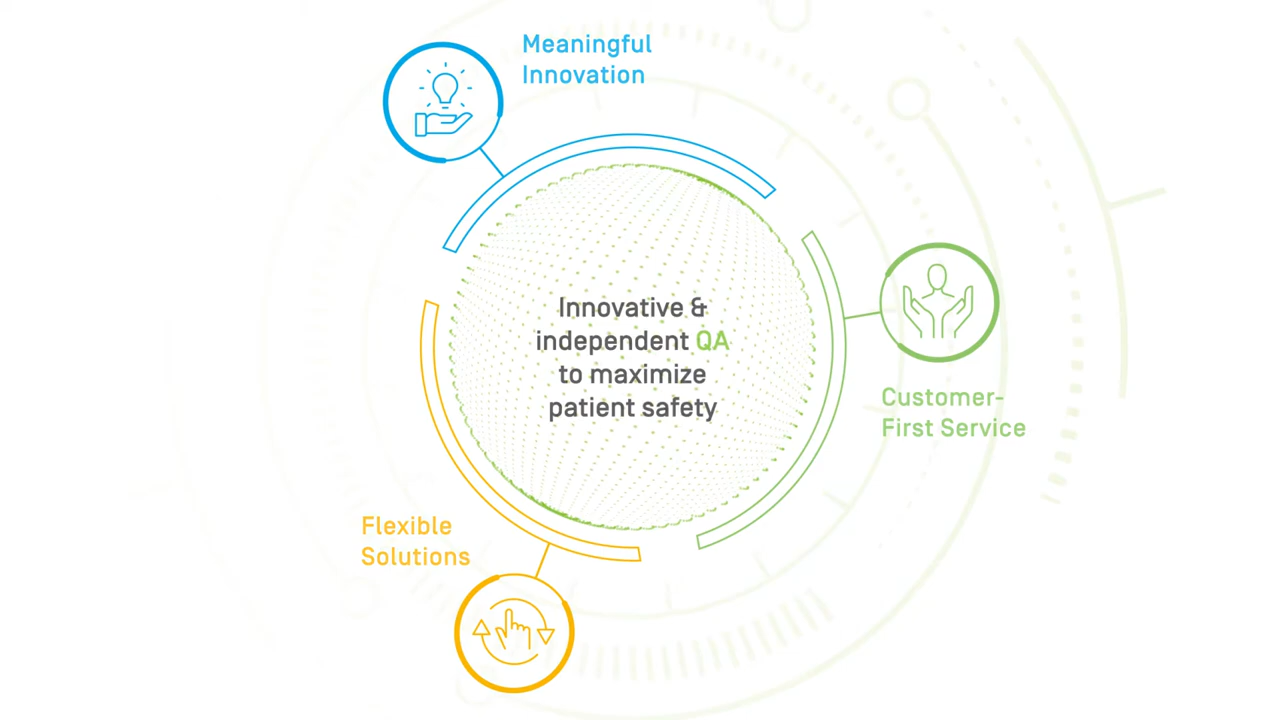 Meaningful
Innovation
Innovative &
independent QA
to maximize
patient safety
Customer-
First Service
Flexible
Solutions